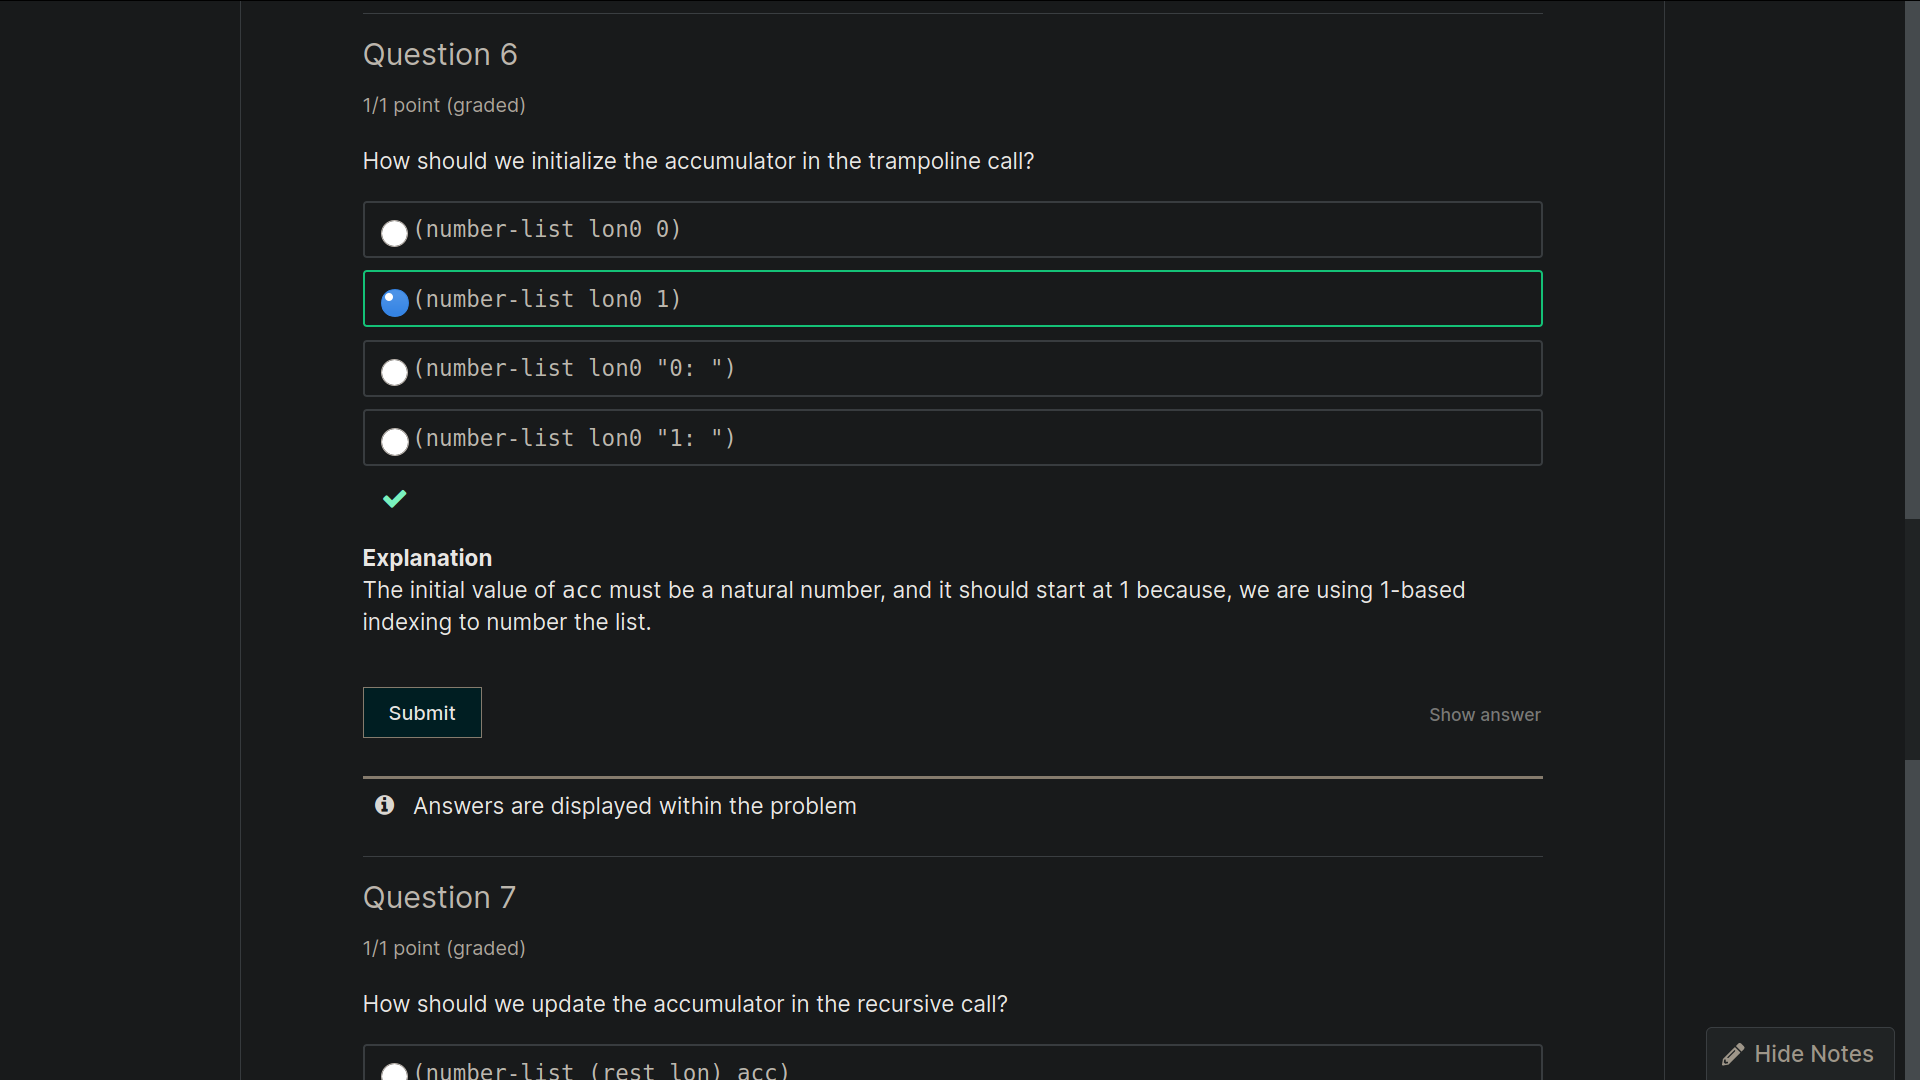 Question 6
1/1 point (graded)
How should we initialize the accumulator in the trampoline call?
(number-list lon0 0)
(number-list lon0 1)
(number-list lon0 "0: ")
(number-list lon0 "1: ")
Explanation
The initial value of acc must be a natural number, and it should start at 1 because, we are using 1-based
indexing to number the list.
Submit
Show answer
Answers are displayed within the problem
Question 7
1/1 point (graded)
How should we update the accumulator in the recursive call?
(number-list (rest lon) acc)
Hide Notes